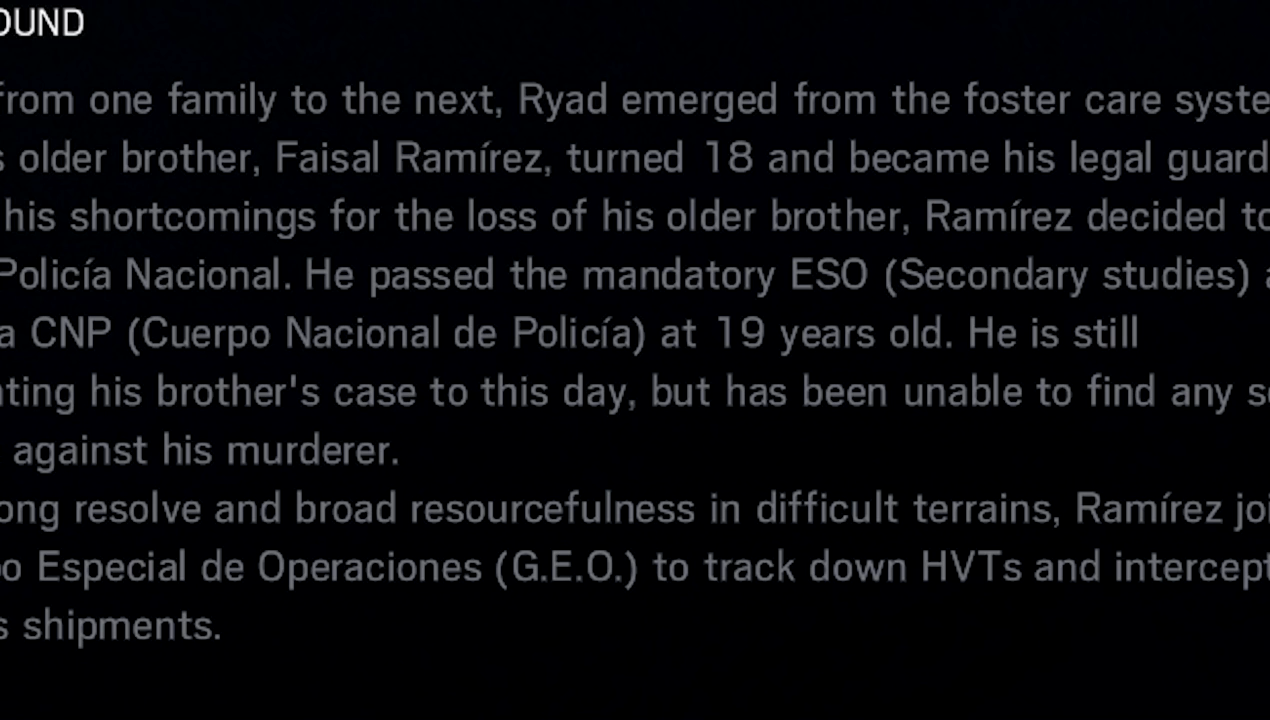 OUND
from one family to the next, Ryad emerged from the foster care syste
s older brother, Faisal Ramírez, turned 18 and became his legal guard
his shortcomings for the loss of his older brother, Ramírez decided to
Policía Nacional. He passed the mandatory ESO (Secondary studies) a
a CNP (Cuerpo Nacional de Policía) at 19 years old. He is still
ating his brother's case to this day, but has been unable to find any so
against his murderer.
ong resolve and broad resourcefulness in difficult terrains, Ramírez joi
po Especial de Operaciones (G.E.O.) to track down HVTs and intercept
s shipments.